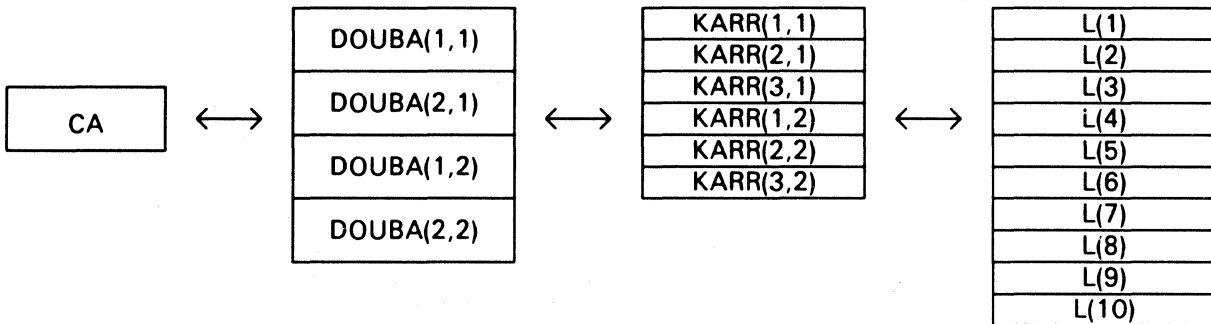 CA
DOUBA(1,1)
DOUBA(2,1)
DOUBA(1,2)
DOUBA(2,2)
KARR(1,1)
KARR(2,1)
KARR(3,1)
KARR(1,2)
KARR(2,2)
KARR(3,2)
L(1)
L(2)
L(3)
L(4)
L(5)
L(6)
L(7)
L(8)
L(9)
L(10)